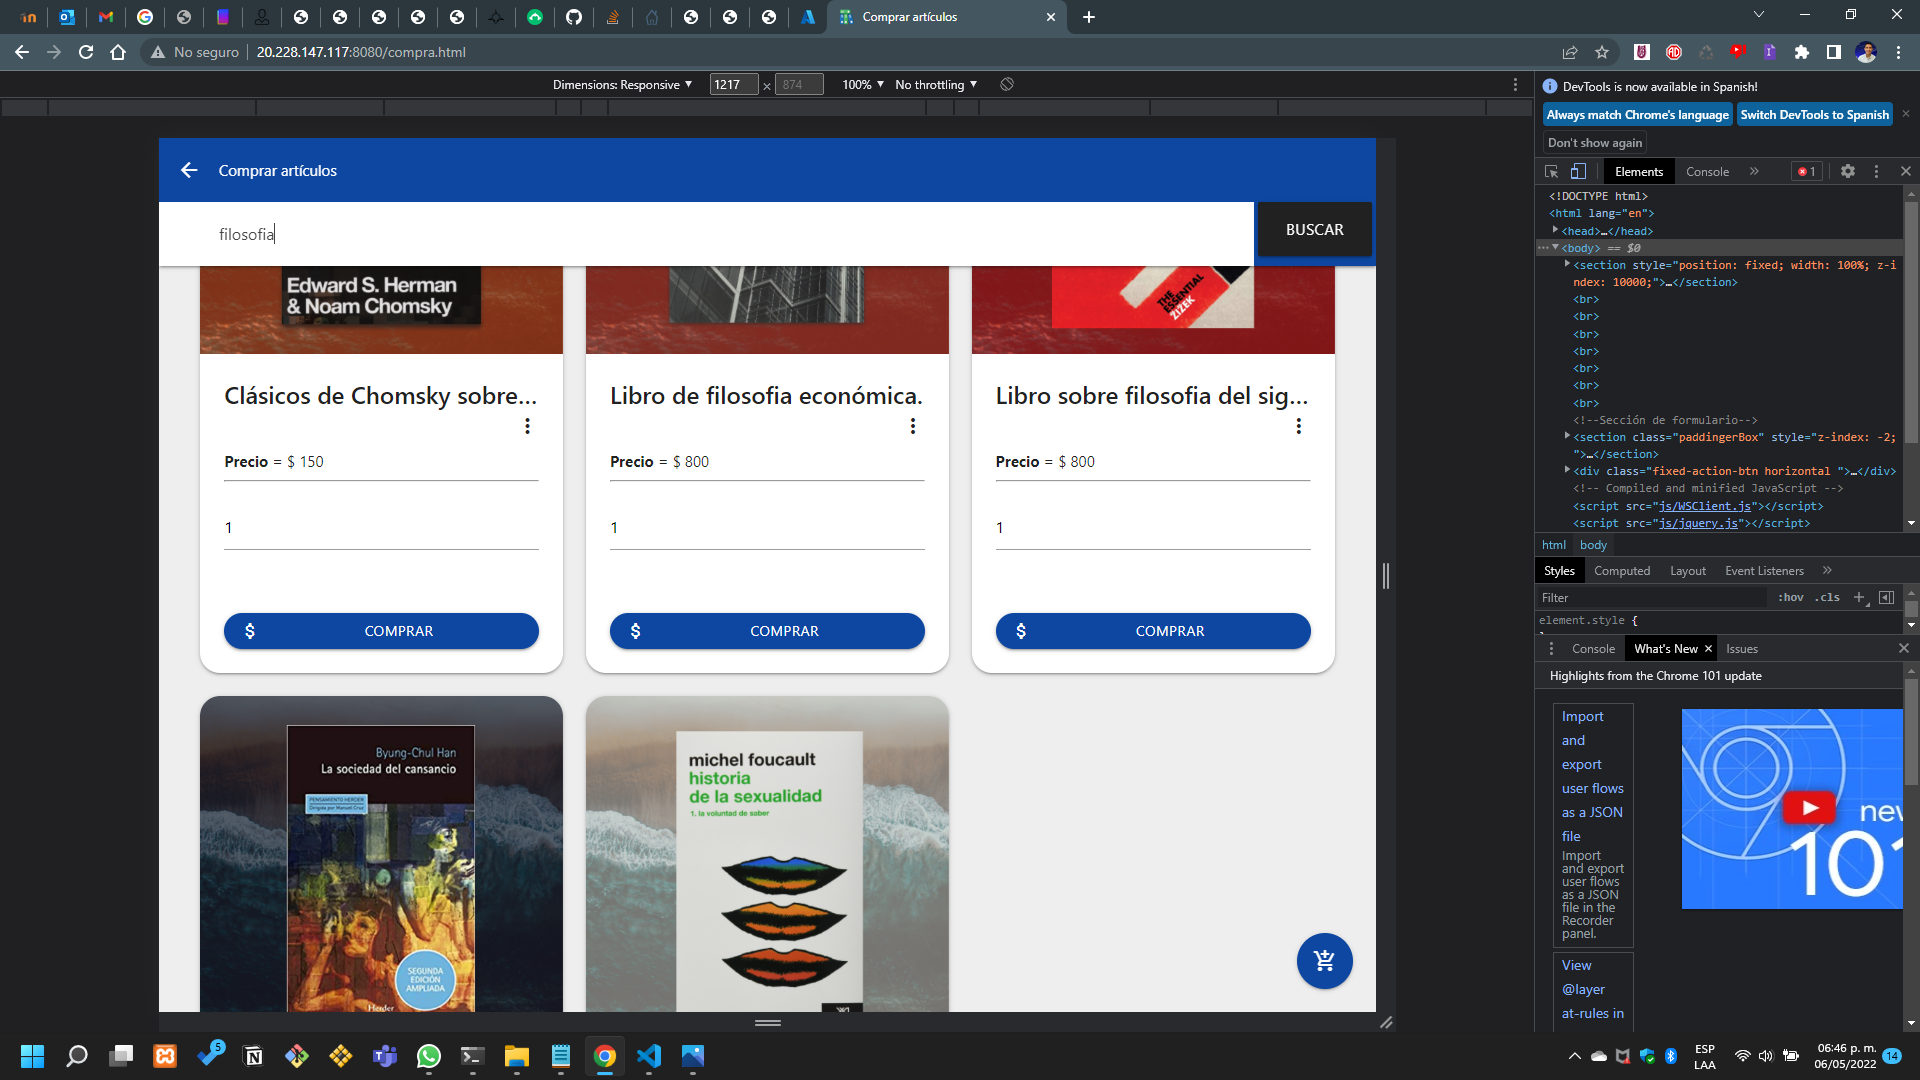 Comprar artículos
No seguro
20.228.147.117:8080/compra.html
Dimensions: Responsive
1217 × 874
100%
No throttling
DevTools is now available in Spanish!
Always match Chrome's language
Switch DevTools to Spanish
Don't show again
Comprar artículos
filosofia
BUSCAR
Edward S. Herman
& Noam Chomsky
THE
ESSENTIAL
ZIZEK
Clásicos de Chomsky sobre...
Precio = $ 150
1
$ COMPRAR
Libro de filosofia económica.
Precio = $ 800
1
$ COMPRAR
Libro sobre filosofia del sig...
Precio = $ 800
1
$ COMPRAR
Byung-Chul Han
La sociedad del cansancio
PENSAMIENTO HERDER
Dirigida por Manuel Cruz
SEGUNDA
EDICIÓN
AMPLIADA
Herder
michel foucault
historia
de la sexualidad
1. la voluntad de saber
Elements
Console
1
<!DOCTYPE html>
<html lang="en">
<head>…</head>
<body> == $0
<section style="position: fixed; width: 100%; z-i
ndex: 10000;">…</section>
<br>
<br>
<br>
<br>
<br>
<br>
<br>
<!--Sección de formulario-->
<section class="paddingerBox" style="z-index: -2;
">…</section>
<div class="fixed-action-btn horizontal ">…</div>
<!-- Compiled and minified JavaScript -->
<script src="js/WSClient.js"></script>
<script src="js/jquery.js"></script>
html body
Styles
Computed
Layout
Event Listeners
Filter
:hov .cls
element.style {
Console
What's New
Issues
Highlights from the Chrome 101 update
Import
and
export
user flows
as a JSON
file
Import
and export
user flows
as a JSON
file in the
Recorder
panel.
View
@layer
at-rules in
new
101
5
ESP
LAA
06:46 p. m.
06/05/2022
14